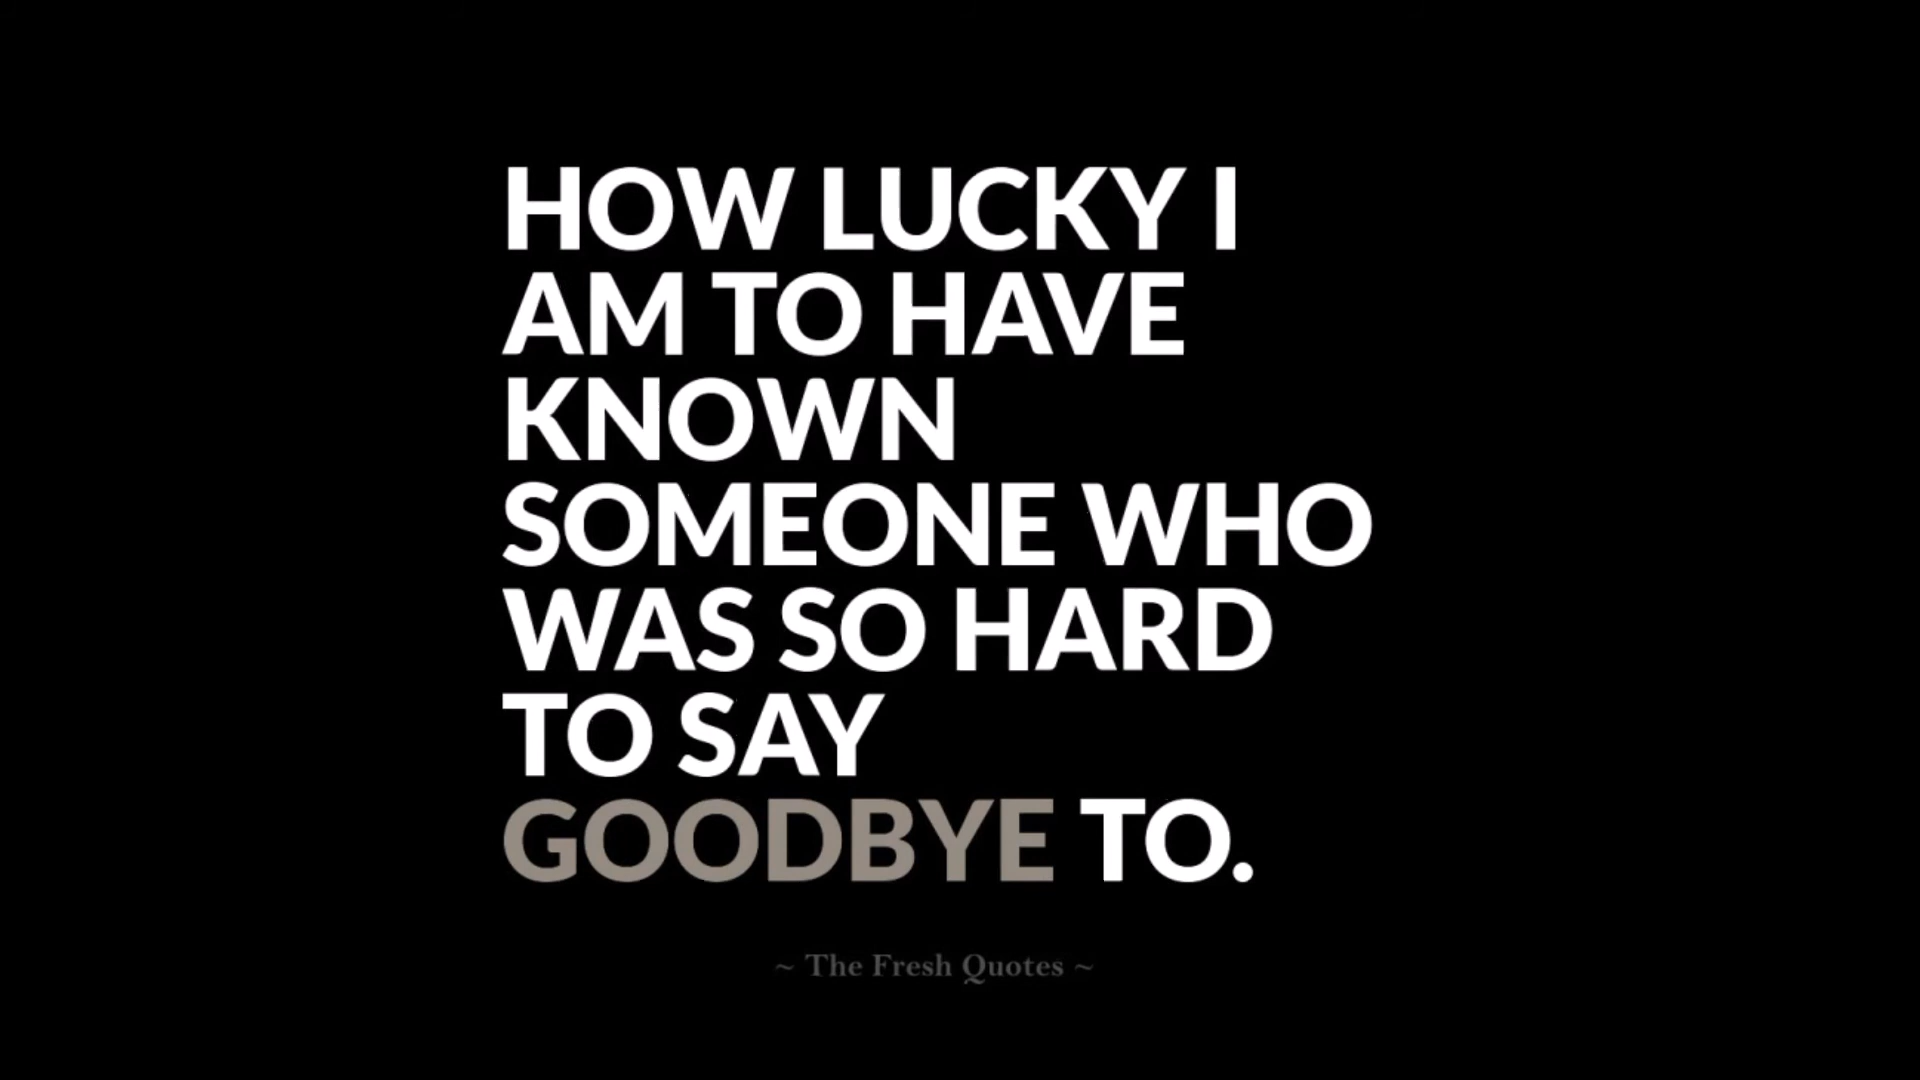 HOW LUCKY I
AM TO HAVE
KNOWN
SOMEONE WHO
WAS SO HARD
TO SAY
GOODBYE TO.
~ The Fresh Quotes ~